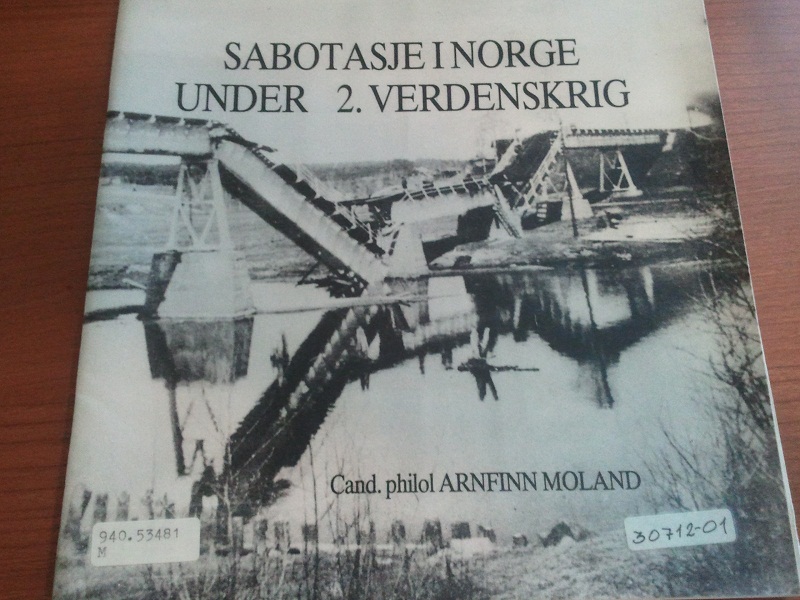 SABOTASJE I NORGE
UNDER 2. VERDENSKRIG
Cand. philol ARNFINN MOLAND
940.53481
M
30712-01